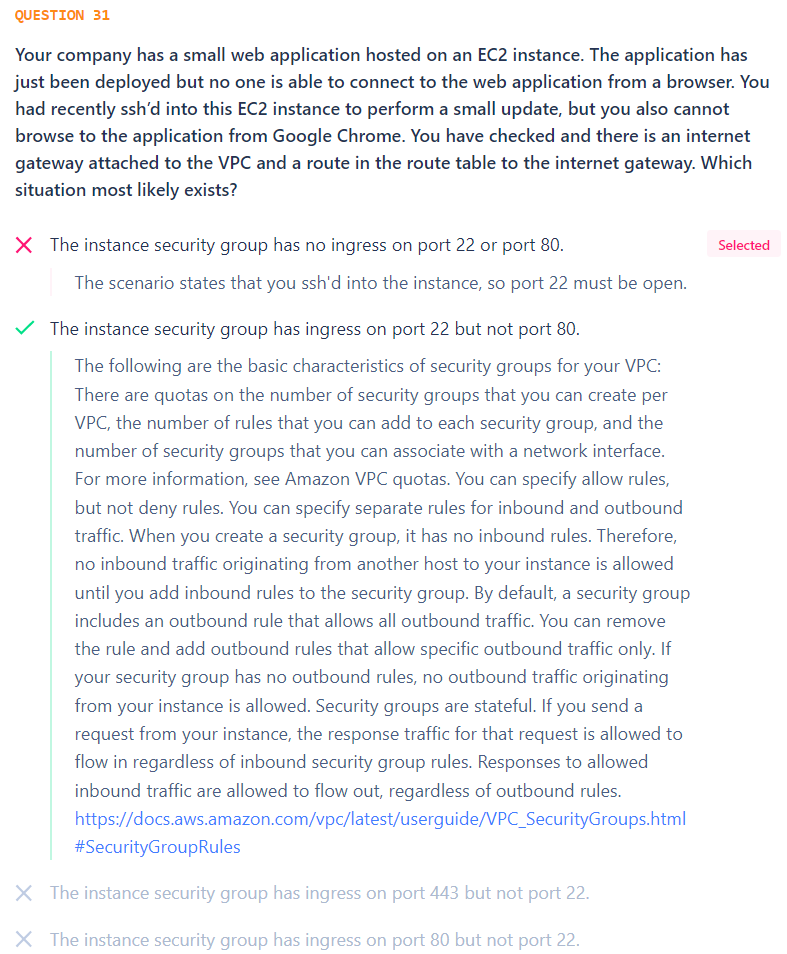 QUESTION 31
Your company has a small web application hosted on an EC2 instance. The application has
just been deployed but no one is able to connect to the web application from a browser. You
had recently ssh’d into this EC2 instance to perform a small update, but you also cannot
browse to the application from Google Chrome. You have checked and there is an internet
gateway attached to the VPC and a route in the route table to the internet gateway. Which
situation most likely exists?
The instance security group has no ingress on port 22 or port 80.
Selected
The scenario states that you ssh'd into the instance, so port 22 must be open.
The instance security group has ingress on port 22 but not port 80.
The following are the basic characteristics of security groups for your VPC:
There are quotas on the number of security groups that you can create per
VPC, the number of rules that you can add to each security group, and the
number of security groups that you can associate with a network interface.
For more information, see Amazon VPC quotas. You can specify allow rules,
but not deny rules. You can specify separate rules for inbound and outbound
traffic. When you create a security group, it has no inbound rules. Therefore,
no inbound traffic originating from another host to your instance is allowed
until you add inbound rules to the security group. By default, a security group
includes an outbound rule that allows all outbound traffic. You can remove
the rule and add outbound rules that allow specific outbound traffic only. If
your security group has no outbound rules, no outbound traffic originating
from your instance is allowed. Security groups are stateful. If you send a
request from your instance, the response traffic for that request is allowed to
flow in regardless of inbound security group rules. Responses to allowed
inbound traffic are allowed to flow out, regardless of outbound rules.
https://docs.aws.amazon.com/vpc/latest/userguide/VPC_SecurityGroups.html
#SecurityGroupRules
The instance security group has ingress on port 443 but not port 22.
The instance security group has ingress on port 80 but not port 22.